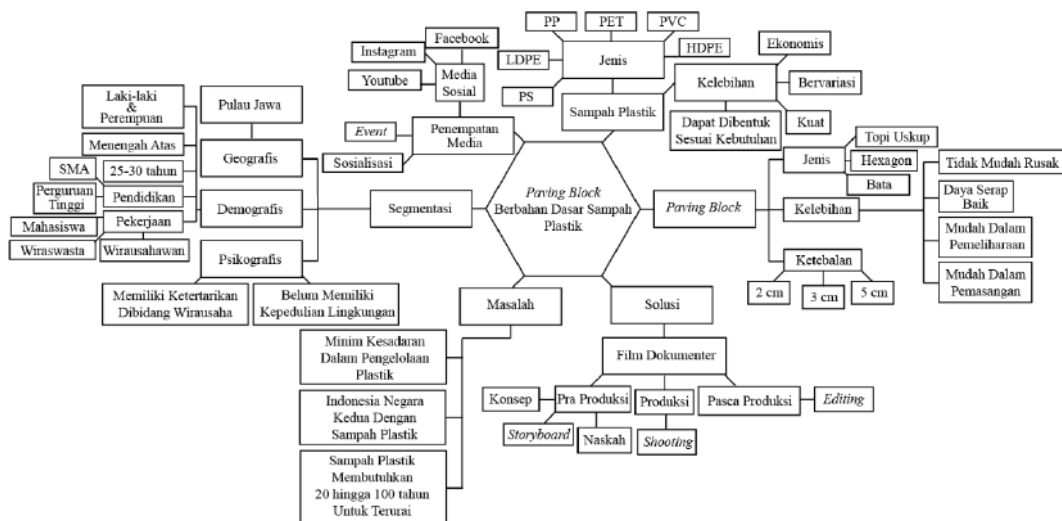 PP
PET
PVC
LDPE
Jenis
HDPE
PS
Sampah Plastik
Kelebihan
Ekonomis
Bervariasi
Kuat
Dapat Dibentuk
Sesuai Kebutuhan
Facebook
Instagram
Youtube
Media
Sosial
Event
Sosialisasi
Penempatan
Media
Laki-laki
&
Perempuan
Pulau Jawa
Menengah Atas
Geografis
SMA
25-30 tahun
Perguruan
Tinggi
Pendidikan
Demografis
Mahasiswa
Pekerjaan
Wiraswasta
Wirausahawan
Psikografis
Memiliki Ketertarikan
Dibidang Wirausaha
Belum Memiliki
Kepedulian Lingkungan
Segmentasi
Paving Block
Berbahan Dasar Sampah
Plastik
Paving Block
Jenis
Topi Uskup
Hexagon
Bata
Kelebihan
Tidak Mudah Rusak
Daya Serap
Baik
Mudah Dalam
Pemeliharaan
Mudah Dalam
Pemasangan
Ketebalan
2 cm
3 cm
5 cm
Masalah
Minim Kesadaran
Dalam Pengelolaan
Plastik
Indonesia Negara
Kedua Dengan
Sampah Plastik
Sampah Plastik
Membutuhkan
20 hingga 100 tahun
Untuk Terurai
Solusi
Film Dokumenter
Konsep
Pra Produksi
Storyboard
Naskah
Produksi
Shooting
Pasca Produksi
Editing